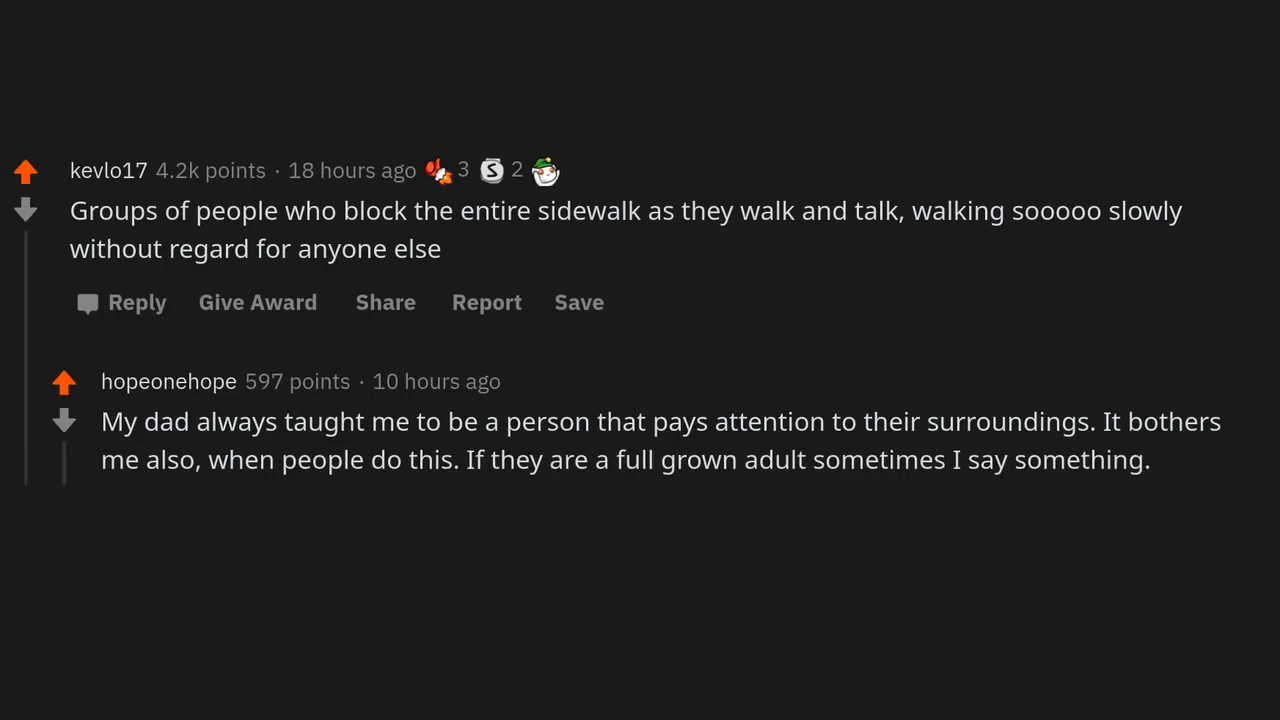 kevlo17 4.2k points · 18 hours ago 3 S 2
Groups of people who block the entire sidewalk as they walk and talk, walking sooooo slowly
without regard for anyone else
Reply Give Award Share Report Save
hopeonehope 597 points · 10 hours ago
My dad always taught me to be a person that pays attention to their surroundings. It bothers
me also, when people do this. If they are a full grown adult sometimes I say something.